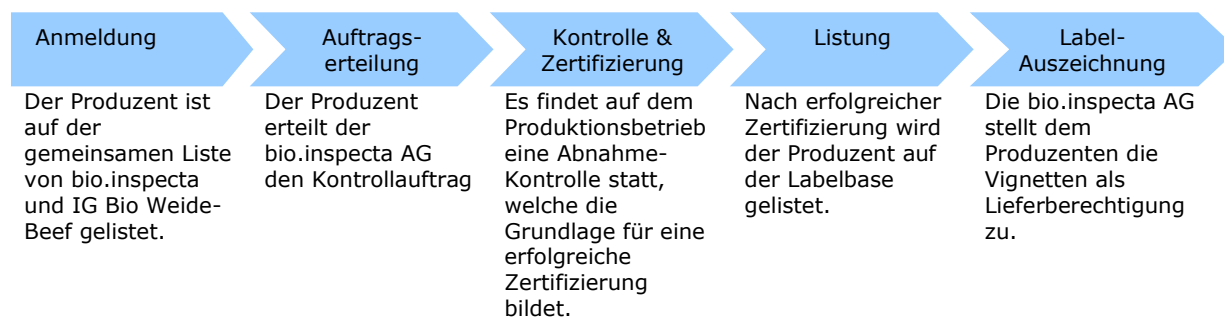 Anmeldung
Der Produzent ist
auf der
gemeinsamen Liste
von bio.inspecta
und IG Bio Weide-
Beef gelistet.
Auftrags-
erteilung
Der Produzent
erteilt der
bio.inspecta AG
den Kontrollauftrag
Kontrolle &
Zertifizierung
Es findet auf dem
Produktionsbetrieb
eine Abnahme-
Kontrolle statt,
welche die
Grundlage für eine
erfolgreiche
Zertifizierung
bildet.
Listung
Nach erfolgreicher
Zertifizierung wird
der Produzent auf
der Labelbase
gelistet.
Label-
Auszeichnung
Die bio.inspecta AG
stellt dem
Produzenten die
Vignetten als
Lieferberechtigung
zu.